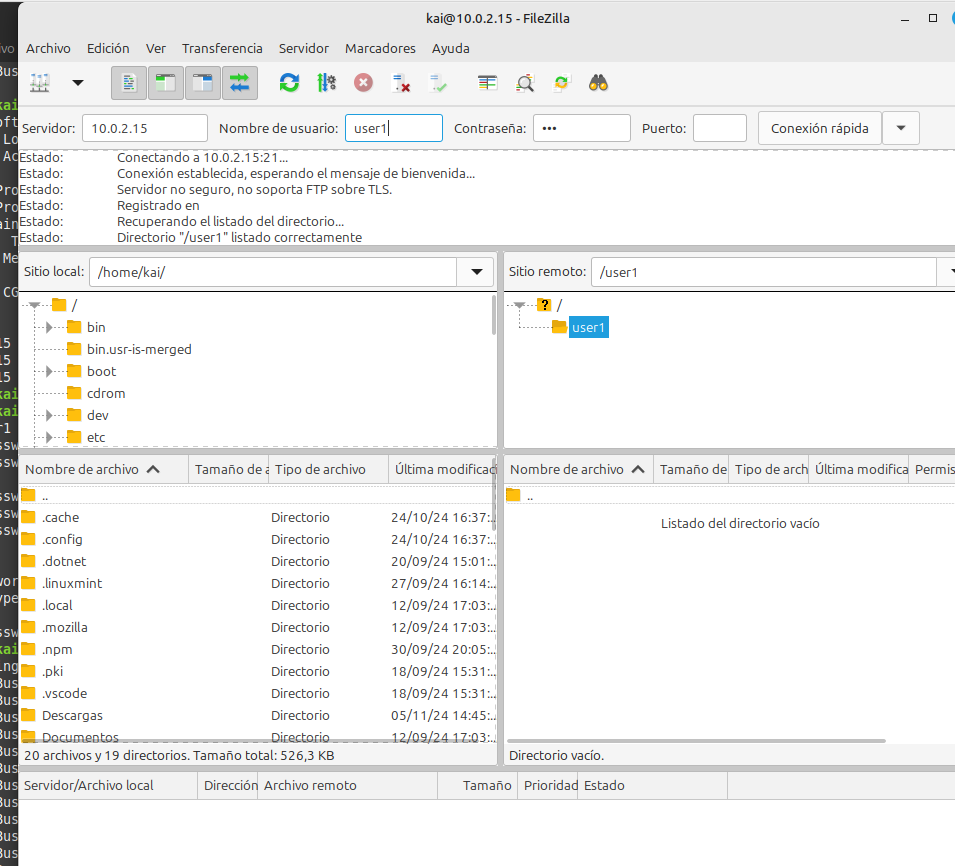 kai@10.0.2.15 - FileZilla
Archivo Edición Ver Transferencia Servidor Marcadores Ayuda
Servidor: 10.0.2.15 Nombre de usuario: user1 Contraseña: ••• Puerto: Conexión rápida
Estado: Conectando a 10.0.2.15:21...
Estado: Conexión establecida, esperando el mensaje de bienvenida...
Estado: Servidor no seguro, no soporta FTP sobre TLS.
Estado: Registrado en
Estado: Recuperando el listado del directorio...
Estado: Directorio "/user1" listado correctamente
Sitio local: /home/kai/
/
bin
bin.usr-is-merged
boot
cdrom
dev
etc
Sitio remoto: /user1
/
user1
Nombre de archivo Tamaño de a Tipo de archivo Última modificac
..
.cache Directorio 24/10/24 16:37:..
.config Directorio 24/10/24 16:37:..
.dotnet Directorio 20/09/24 15:01:..
.linuxmint Directorio 27/09/24 16:14:..
.local Directorio 12/09/24 17:03:..
.mozilla Directorio 12/09/24 17:03:..
.npm Directorio 30/09/24 20:05:..
.pki Directorio 18/09/24 15:31:..
.vscode Directorio 18/09/24 15:31:..
Descargas Directorio 05/11/24 14:45:..
Documentos Directorio 12/09/24 17:03:..
20 archivos y 19 directorios. Tamaño total: 526,3 KB
Nombre de archivo Tamaño de Tipo de arch Última modifica Permis
..
Listado del directorio vacío
Directorio vacío.
Servidor/Archivo local Dirección Archivo remoto Tamaño Prioridad Estado